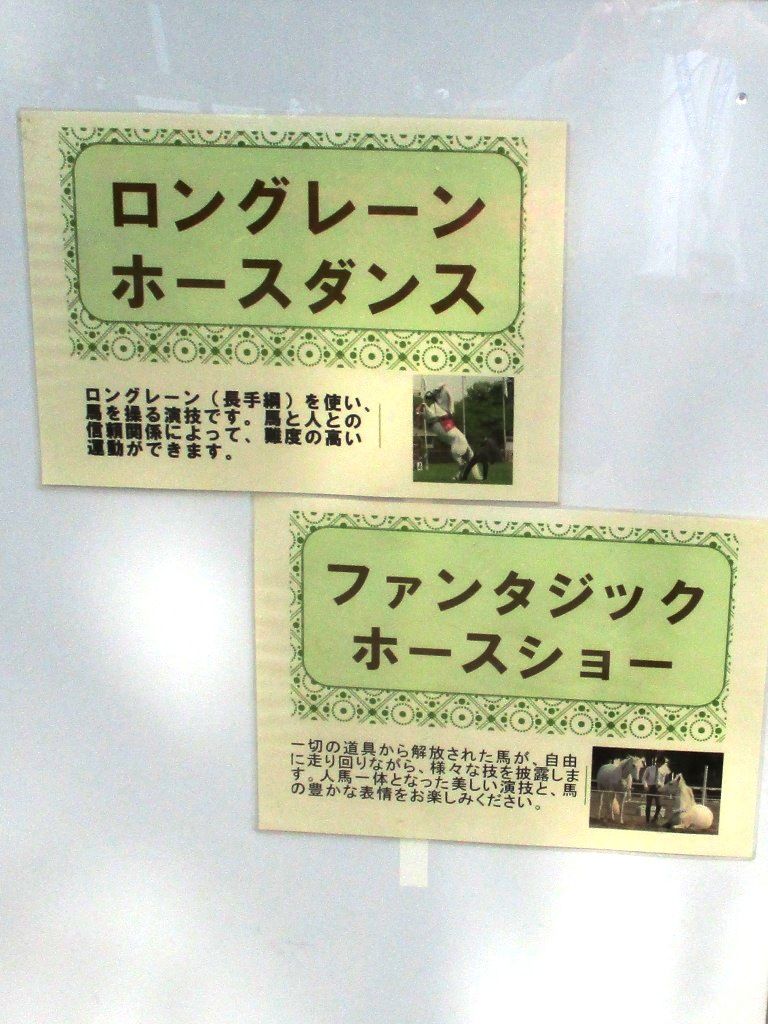 ロングレーン
ホースダンス
ロングレーン（長手綱）を使い、
馬を操る演技です。馬と人との
信頼関係によって、難度の高い
運動ができます。
ファンタジック
ホースショー
一切の道具から解放された馬が、自由
に走り回りながら、様々な技を披露しま
す。人馬一体となった美しい演技と、馬
の豊かな表情をお楽しみください。